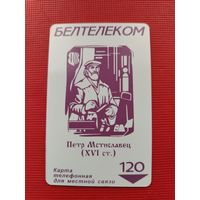 БЕЛТЕЛЕКОМ
Петр Мстиславец
(XVI ст.)
Карта
телефонная
для местной связи
120